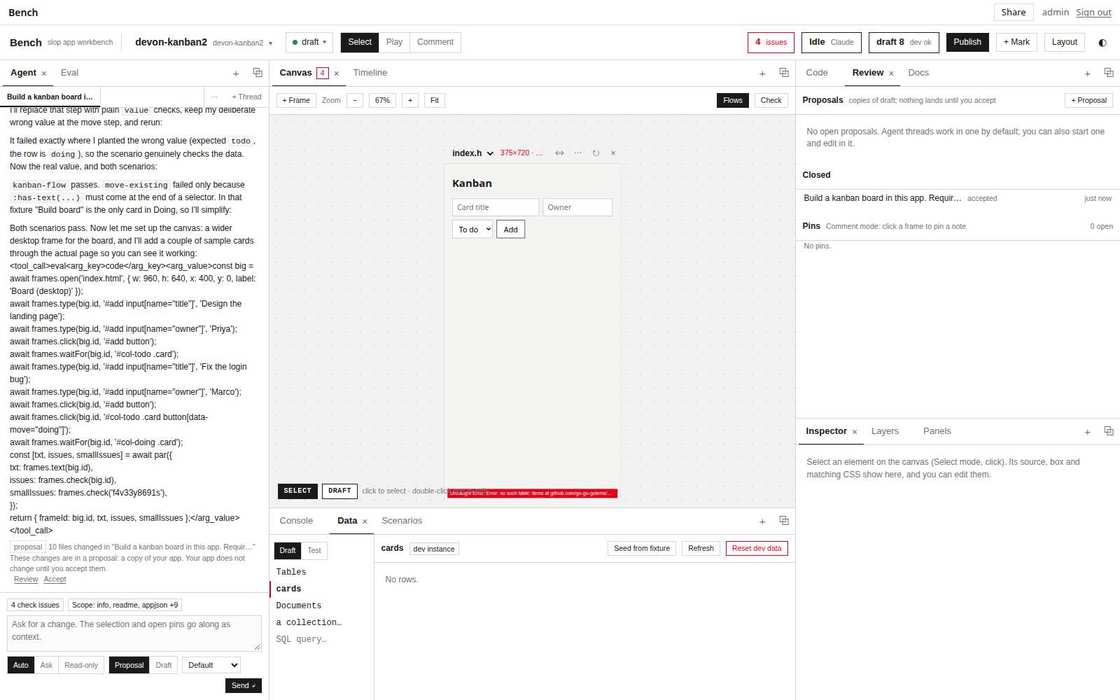 Bench
Share
admin
Sign out
Bench slop app workbench
devon-kanban2 devon-kanban2
draft
Select Play Comment
4 issues
Idle Claude
draft 8 dev ok
Publish
+ Mark
Layout
Agent × Eval
Build a kanban board i…
+ Thread
I'll replace that step with plain value checks, keep my deliberate
wrong value at the move step, and rerun:
It failed exactly where I planted the wrong value (expected todo,
the row is doing), so the scenario genuinely checks the data.
Now the real value, and both scenarios:
kanban-flow passes. move-existing failed only because
:has-text(...) must come at the end of a selector. In that
fixture "Build board" is the only card in Doing, so I'll simplify:
Both scenarios pass. Now let me set up the canvas: a wider
desktop frame for the board, and I'll add a couple of sample cards
through the actual page so you can see it working:
<tool_call>eval<arg_key>code</arg_key><arg_value>const big =
await frames.open('index.html', { w: 960, h: 640, x: 400, y: 0, label:
'Board (desktop)' });
await frames.type(big.id, '#add input[name="title"]', 'Design the
landing page');
await frames.type(big.id, '#add input[name="owner"]', 'Priya');
await frames.click(big.id, '#add button');
await frames.waitFor(big.id, '#col-todo .card');
await frames.type(big.id, '#add input[name="title"]', 'Fix the login
bug');
await frames.type(big.id, '#add input[name="owner"]', 'Marco');
await frames.click(big.id, '#add button');
await frames.click(big.id, '#col-todo .card button[data-
move="doing"]');
await frames.waitFor(big.id, '#col-doing .card');
const [txt, issues, smallIssues] = await par({
txt: frames.text(big.id),
issues: frames.check(big.id),
smallIssues: frames.check('f4v33y8691s'),
});
return { frameId: big.id, txt, issues, smallIssues };</arg_value>
</tool_call>
proposal 10 files changed in "Build a kanban board in this app. Requir…"
These changes are in a proposal: a copy of your app. Your app does not
change until you accept them.
Review Accept
4 check issues
Scope: info, readme, appjson +9
Ask for a change. The selection and open pins go along as
context.
Auto Ask Read-only
Proposal Draft
Default
Send
Canvas 4 × Timeline
+ Frame Zoom − 67% + Fit
Flows Check
index.h 375×720 · …
Kanban
Card title
Owner
To do
Add
SELECT DRAFT click to select · double-clic
Uncaught Error: Error: no such table: items at
Console Data × Scenarios
Draft Test
Tables
cards
Documents
a collection…
SQL query…
cards dev instance
Seed from fixture
Refresh
Reset dev data
No rows.
Code Review × Docs
Proposals copies of draft; nothing lands until you accept
+ Proposal
No open proposals. Agent threads work in one by default; you can also start one
and edit in it.
Closed
Build a kanban board in this app. Requir… accepted just now
Pins Comment mode: click a frame to pin a note 0 open
No pins.
Inspector × Layers Panels
Select an element on the canvas (Select mode, click). Its source, box and
matching CSS show here, and you can edit them.